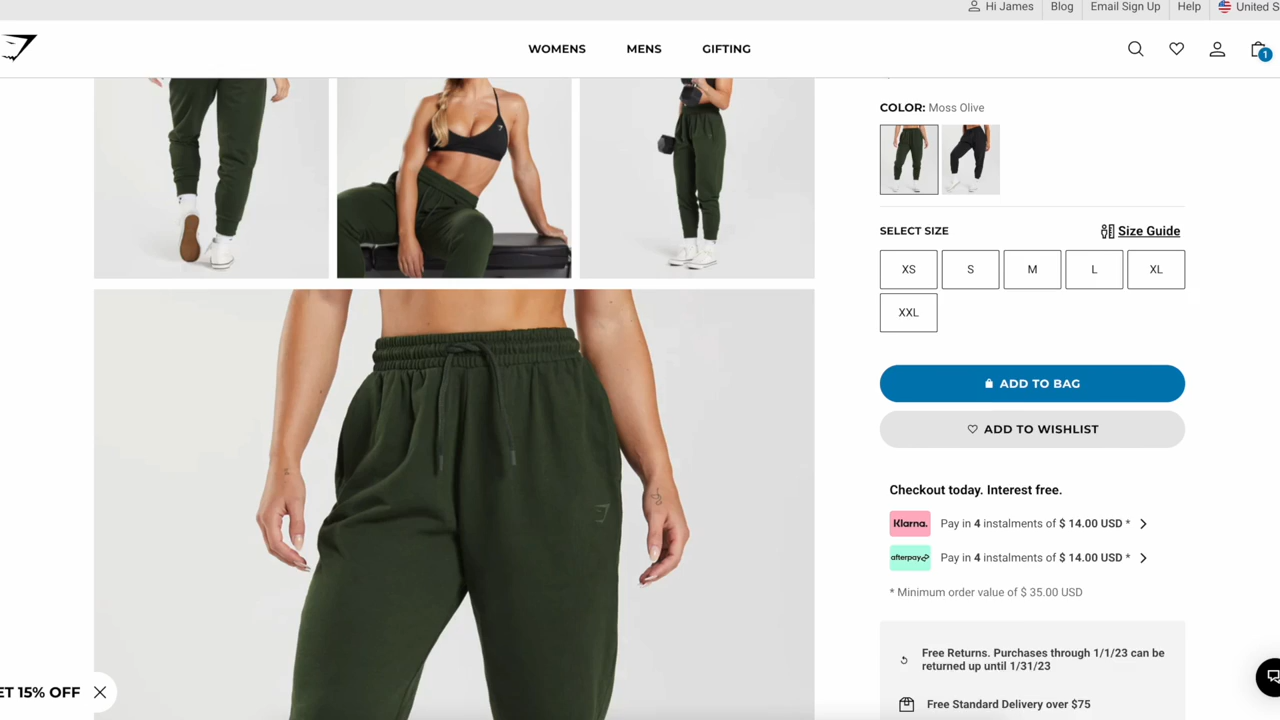 Hi James
Blog
Email Sign Up
Help
United S
WOMENS
MENS
GIFTING
1
COLOR: Moss Olive
SELECT SIZE
Size Guide
XS
S
M
L
XL
XXL
ADD TO BAG
ADD TO WISHLIST
Checkout today. Interest free.
Klarna. Pay in 4 instalments of $ 14.00 USD *
afterpay Pay in 4 instalments of $ 14.00 USD *
* Minimum order value of $ 35.00 USD
Free Returns. Purchases through 1/1/23 can be
returned up until 1/31/23
Free Standard Delivery over $75
ET 15% OFF